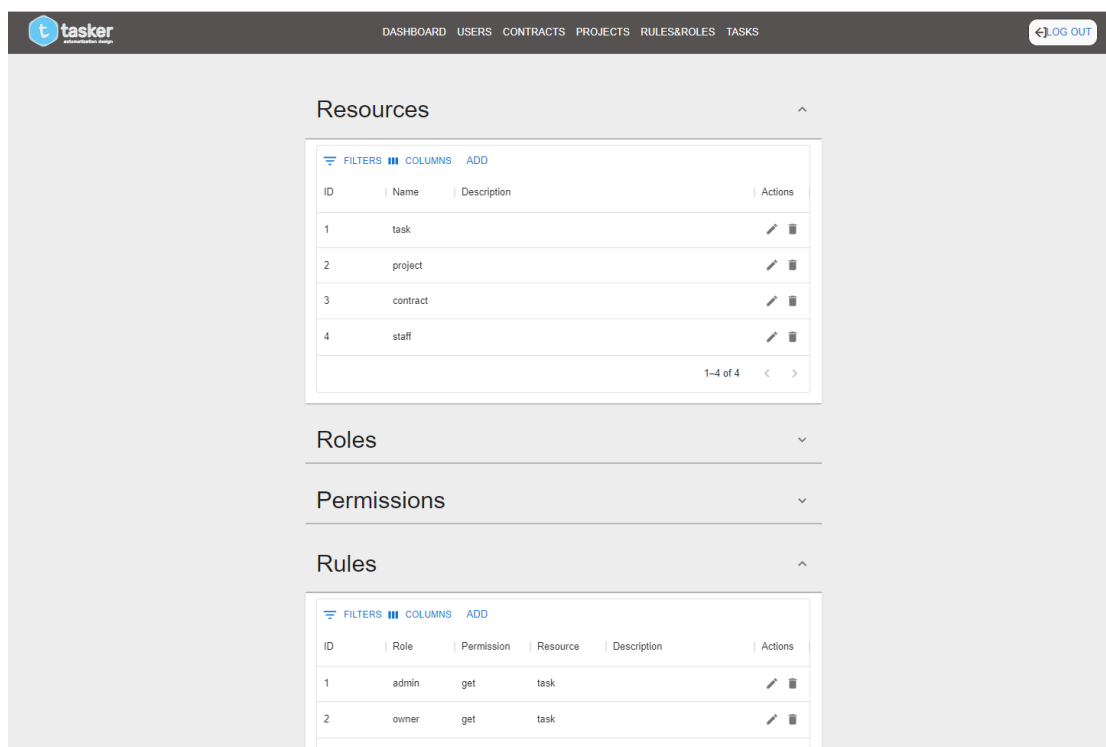 tasker
automatization design
DASHBOARD USERS CONTRACTS PROJECTS RULES&ROLES TASKS
LOG OUT
Resources
FILTERS COLUMNS ADD
ID Name Description Actions
1 task
2 project
3 contract
4 staff
1–4 of 4
Roles
Permissions
Rules
FILTERS COLUMNS ADD
ID Role Permission Resource Description Actions
1 admin get task
2 owner get task